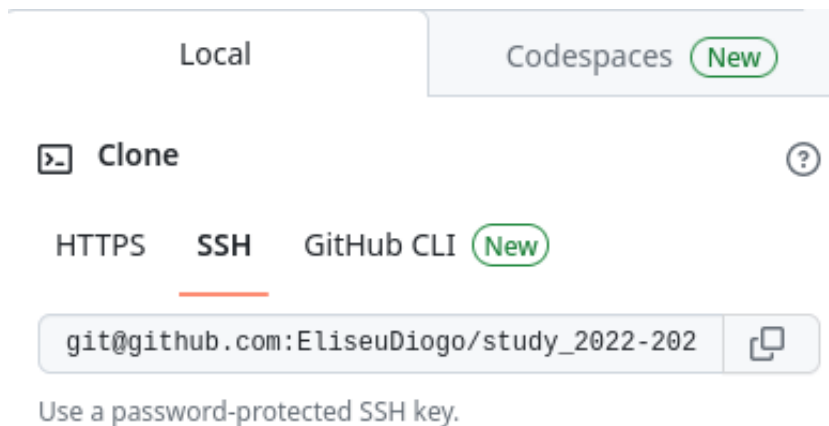 Local
Codespaces New
Clone
HTTPS SSH GitHub CLI New
git@github.com:EliseuDiogo/study_2022-202
Use a password-protected SSH key.